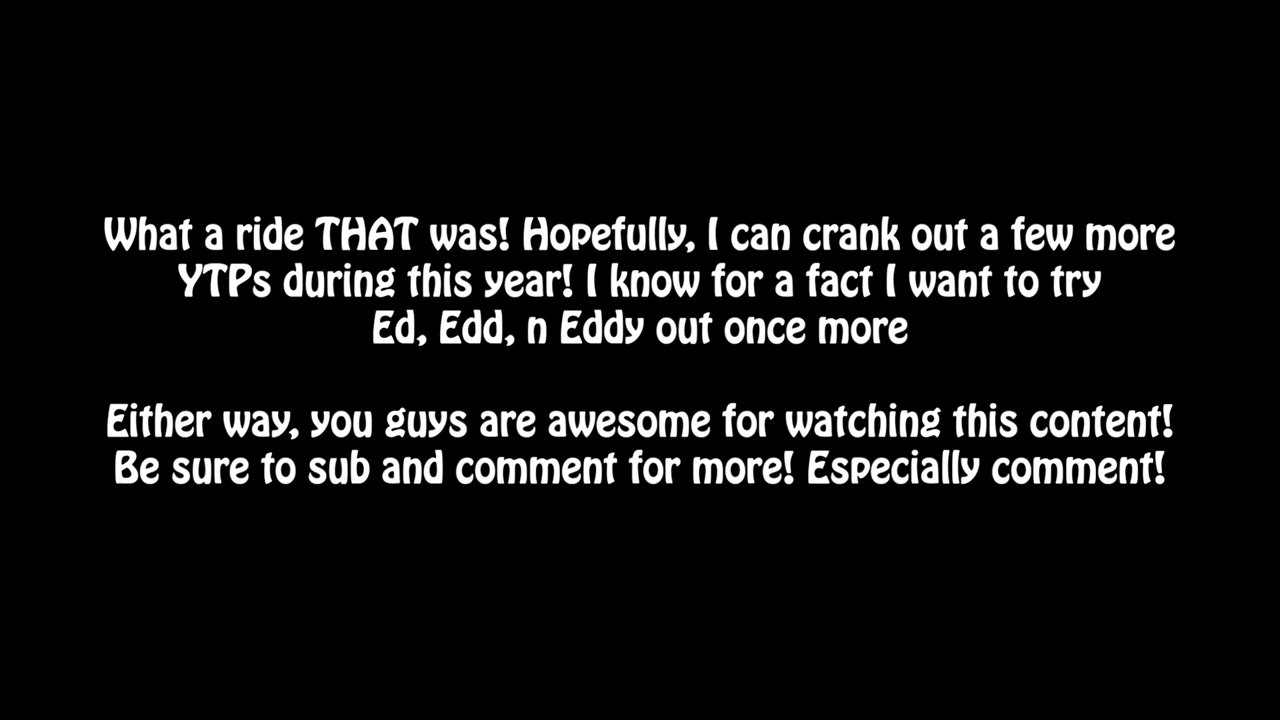 What a ride THAT was! Hopefully, I can crank out a few more
YTPs during this year! I know for a fact I want to try
Ed, Edd, n Eddy out once more
Either way, you guys are awesome for watching this content!
Be sure to sub and comment for more! Especially comment!